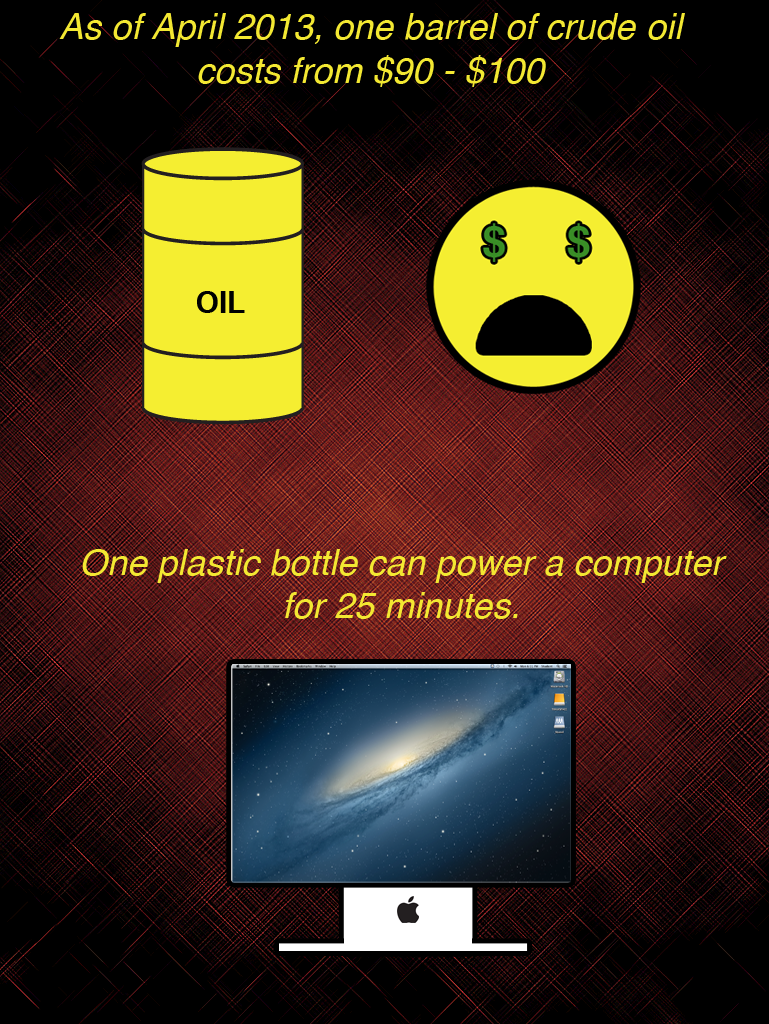 As of April 2013, one barrel of crude oil
costs from $90 - $100
$ $
OIL
One plastic bottle can power a computer
for 25 minutes.